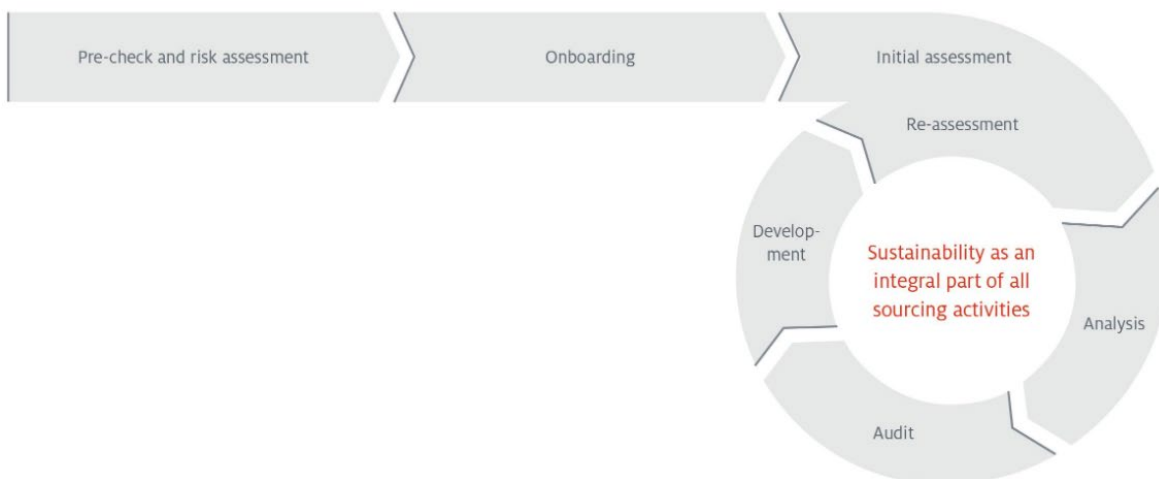 Pre-check and risk assessment
Onboarding
Initial assessment
Re-assessment
Develop-
ment
Sustainability as an
integral part of all
sourcing activities
Analysis
Audit